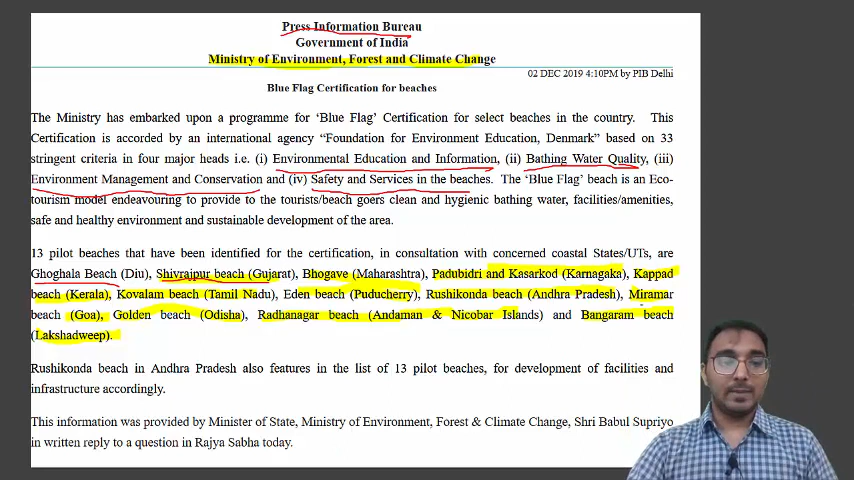 Press Information Bureau
Government of India
Ministry of Environment, Forest and Climate Change
02 DEC 2019 4:10PM by PIB Delhi
Blue Flag Certification for beaches
The Ministry has embarked upon a programme for ‘Blue Flag’ Certification for select beaches in the country. This
Certification is accorded by an international agency “Foundation for Environment Education, Denmark” based on 33
stringent criteria in four major heads i.e. (i) Environmental Education and Information, (ii) Bathing Water Quality, (iii)
Environment Management and Conservation and (iv) Safety and Services in the beaches. The ‘Blue Flag’ beach is an Eco-
tourism model endeavouring to provide to the tourists/beach goers clean and hygienic bathing water, facilities/amenities,
safe and healthy environment and sustainable development of the area.
13 pilot beaches that have been identified for the certification, in consultation with concerned coastal States/UTs, are
Ghoghala Beach (Diu), Shivrajpur beach (Gujarat), Bhogave (Maharashtra), Padubidri and Kasarkod (Karnagaka), Kappad
beach (Kerala), Kovalam beach (Tamil Nadu), Eden beach (Puducherry), Rushikonda beach (Andhra Pradesh), Miramar
beach (Goa), Golden beach (Odisha), Radhanagar beach (Andaman & Nicobar Islands) and Bangaram beach
(Lakshadweep).
Rushikonda beach in Andhra Pradesh also features in the list of 13 pilot beaches, for development of facilities and
infrastructure accordingly.
This information was provided by Minister of State, Ministry of Environment, Forest & Climate Change, Shri Babul Supriyo
in written reply to a question in Rajya Sabha today.